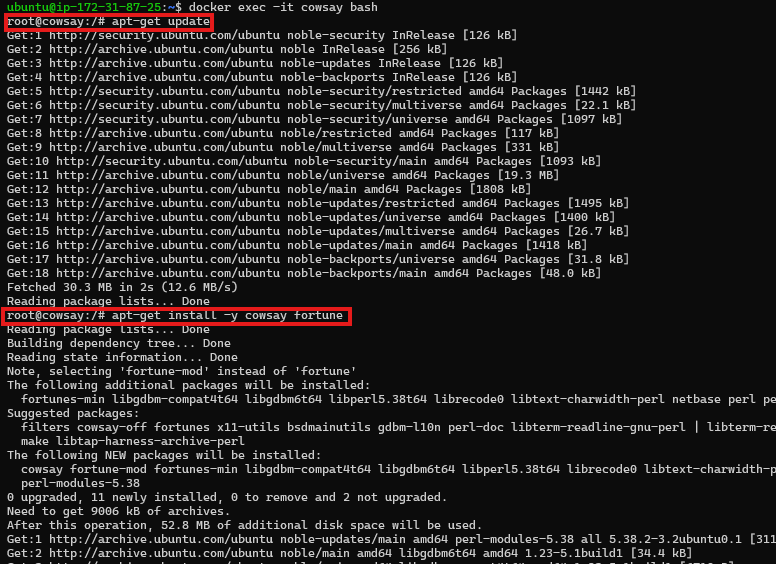 ubuntu@ip-172-31-87-25:~$ docker exec -it cowsay bash
root@cowsay:/# apt-get update
Get:1 http://security.ubuntu.com/ubuntu noble-security InRelease [126 kB]
Get:2 http://archive.ubuntu.com/ubuntu noble InRelease [256 kB]
Get:3 http://archive.ubuntu.com/ubuntu noble-updates InRelease [126 kB]
Get:4 http://archive.ubuntu.com/ubuntu noble-backports InRelease [126 kB]
Get:5 http://security.ubuntu.com/ubuntu noble-security/restricted amd64 Packages [1442 kB]
Get:6 http://security.ubuntu.com/ubuntu noble-security/multiverse amd64 Packages [22.1 kB]
Get:7 http://security.ubuntu.com/ubuntu noble-security/universe amd64 Packages [1097 kB]
Get:8 http://archive.ubuntu.com/ubuntu noble/restricted amd64 Packages [117 kB]
Get:9 http://archive.ubuntu.com/ubuntu noble/multiverse amd64 Packages [331 kB]
Get:10 http://security.ubuntu.com/ubuntu noble-security/main amd64 Packages [1093 kB]
Get:11 http://archive.ubuntu.com/ubuntu noble/universe amd64 Packages [19.3 MB]
Get:12 http://archive.ubuntu.com/ubuntu noble/main amd64 Packages [1808 kB]
Get:13 http://archive.ubuntu.com/ubuntu noble-updates/restricted amd64 Packages [1495 kB]
Get:14 http://archive.ubuntu.com/ubuntu noble-updates/universe amd64 Packages [1400 kB]
Get:15 http://archive.ubuntu.com/ubuntu noble-updates/multiverse amd64 Packages [26.7 kB]
Get:16 http://archive.ubuntu.com/ubuntu noble-updates/main amd64 Packages [1418 kB]
Get:17 http://archive.ubuntu.com/ubuntu noble-backports/universe amd64 Packages [31.8 kB]
Get:18 http://archive.ubuntu.com/ubuntu noble-backports/main amd64 Packages [48.0 kB]
Fetched 30.3 MB in 2s (12.6 MB/s)
Reading package lists... Done
root@cowsay:/# apt-get install -y cowsay fortune
Reading package lists... Done
Building dependency tree... Done
Reading state information... Done
Note, selecting 'fortune-mod' instead of 'fortune'
The following additional packages will be installed:
fortunes-min libgdbm-compat4t64 libgdbm6t64 libperl5.38t64 librecode0 libtext-charwidth-perl netbase perl pe
Suggested packages:
filters cowsay-off fortunes x11-utils bsdmainutils gdbm-l10n perl-doc libterm-readline-gnu-perl | libterm-re
make libtap-harness-archive-perl
The following NEW packages will be installed:
cowsay fortune-mod fortunes-min libgdbm-compat4t64 libgdbm6t64 libperl5.38t64 librecode0 libtext-charwidth-p
perl-modules-5.38
0 upgraded, 11 newly installed, 0 to remove and 2 not upgraded.
Need to get 9006 kB of archives.
After this operation, 52.8 MB of additional disk space will be used.
Get:1 http://archive.ubuntu.com/ubuntu noble-updates/main amd64 perl-modules-5.38 all 5.38.2-3.2ubuntu0.1 [311
Get:2 http://archive.ubuntu.com/ubuntu noble/main amd64 libgdbm6t64 amd64 1.23-5.1build1 [34.4 kB]